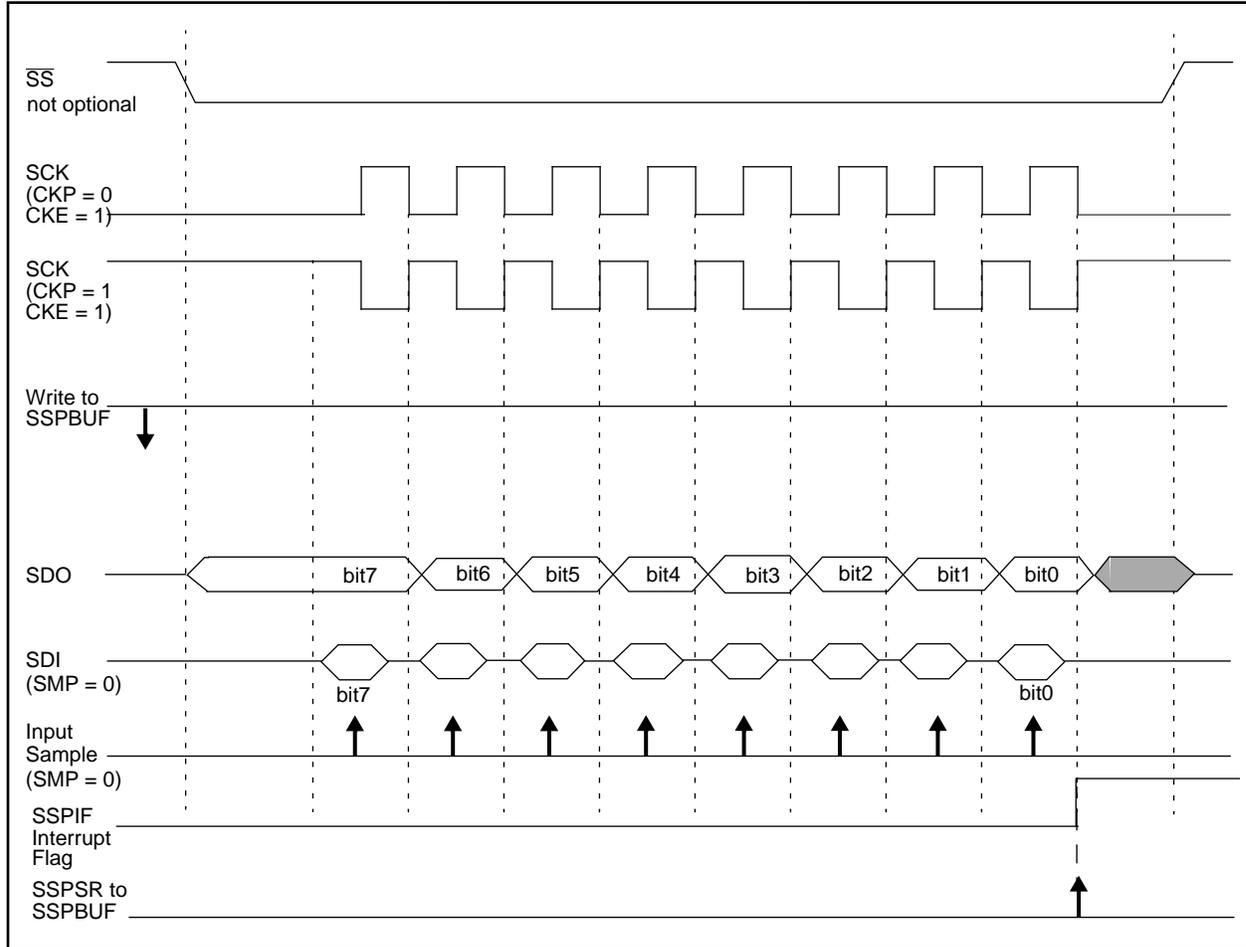 SS
not optional
SCK
(CKP = 0
CKE = 1)
SCK
(CKP = 1
CKE = 1)
Write to
SSPBUF
SDO
bit7 bit6 bit5 bit4 bit3 bit2 bit1 bit0
SDI
(SMP = 0)
bit7 bit0
Input
Sample
(SMP = 0)
SSPIF
Interrupt
Flag
SSPSR to
SSPBUF